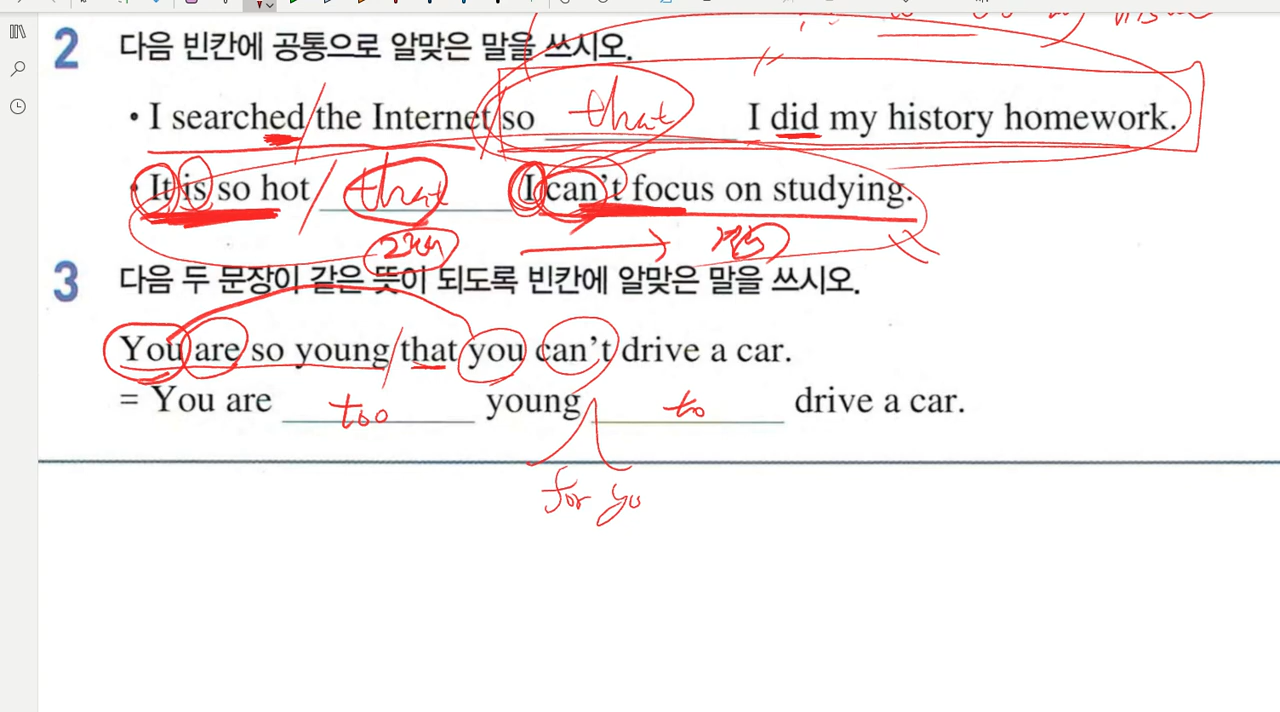 2 다음 빈칸에 공통으로 알맞은 말을 쓰시오.
• I searched the Internet so that I did my history homework.
• It is so hot that I can't focus on studying.
3 다음 두 문장이 같은 뜻이 되도록 빈칸에 알맞은 말을 쓰시오.
You are so young that you can't drive a car.
= You are too young to drive a car.
for yo